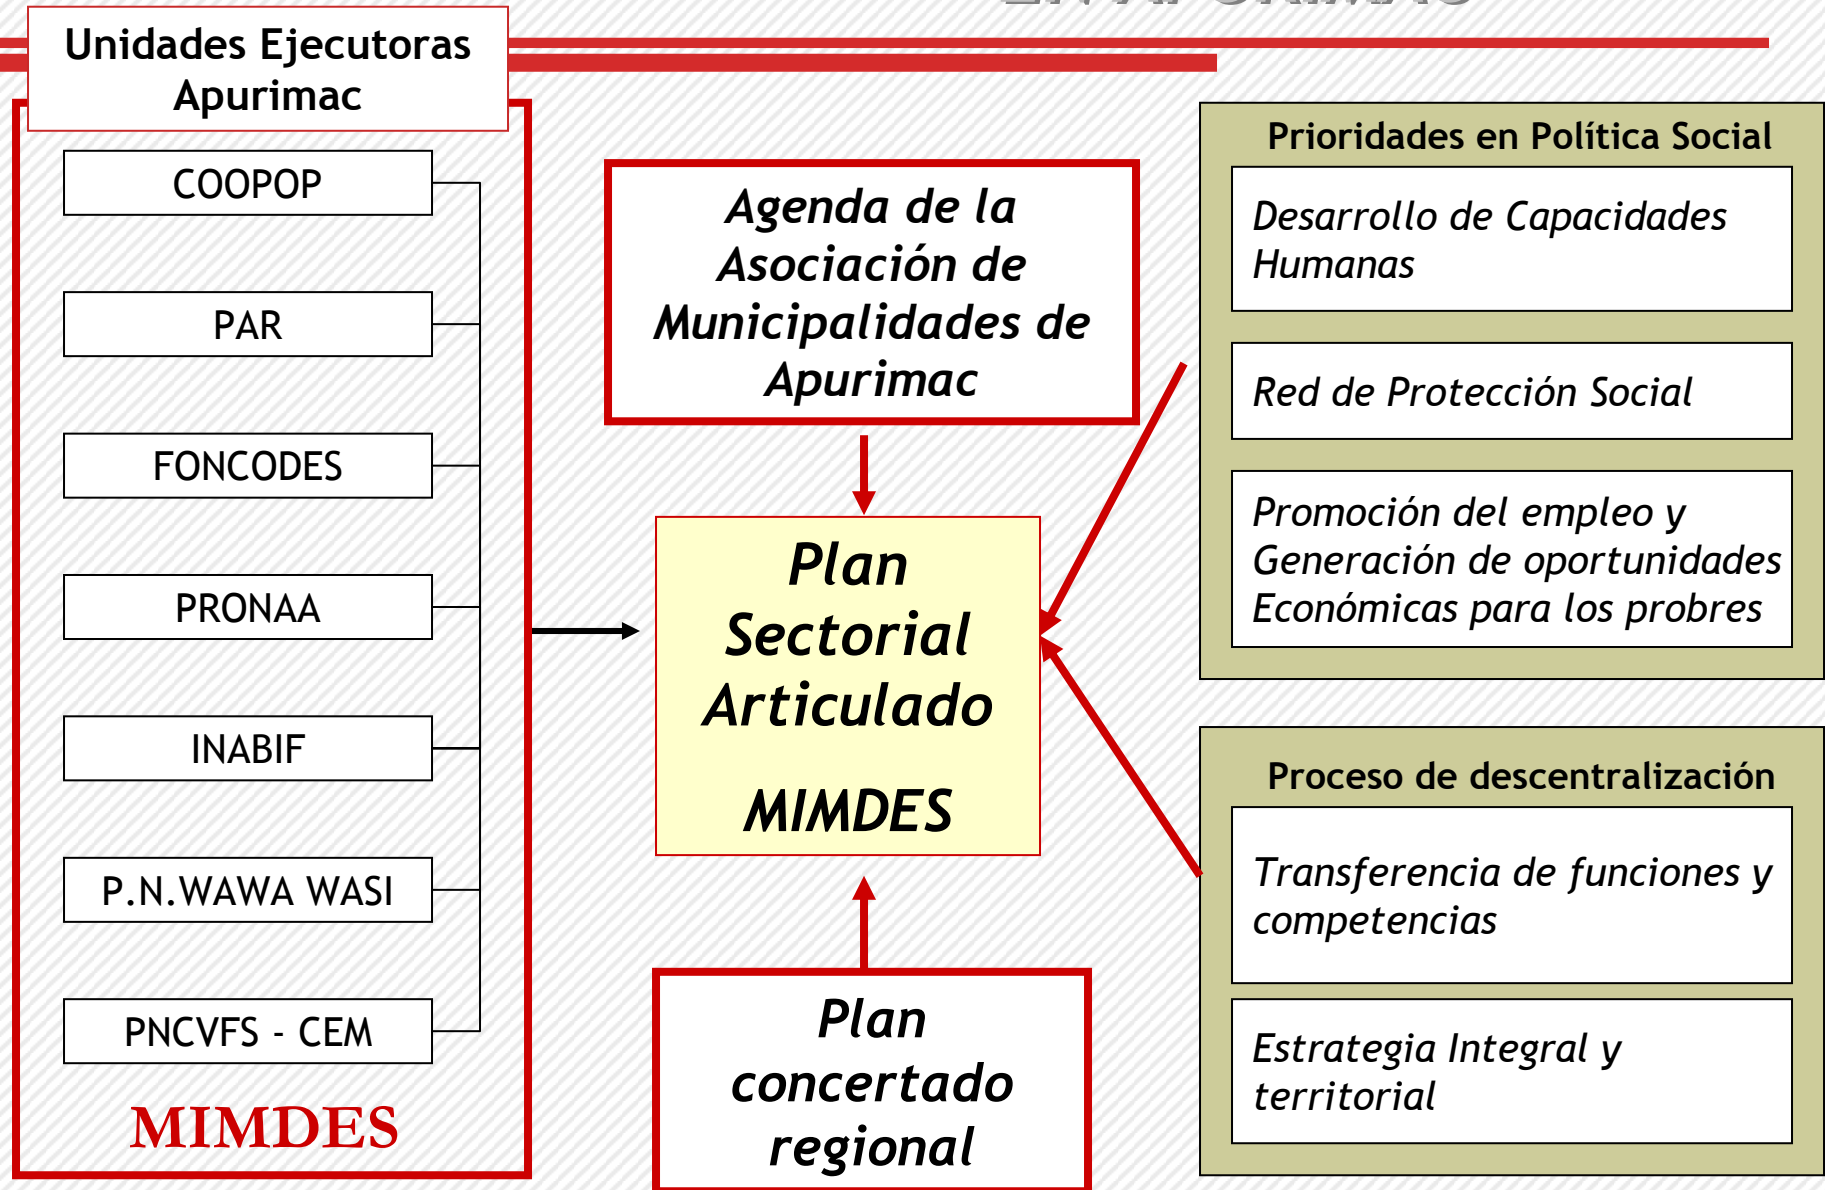 EN APURIMAC
Unidades Ejecutoras
Apurimac
COOPOP
PAR
FONCODES
PRONAA
INABIF
P.N.WAWA WASI
PNCVFS - CEM
MIMDES
Agenda de la
Asociación de
Municipalidades de
Apurimac
Plan
Sectorial
Articulado
MIMDES
Plan
concertado
regional
Prioridades en Política Social
Desarrollo de Capacidades
Humanas
Red de Protección Social
Promoción del empleo y
Generación de oportunidades
Económicas para los probres
Proceso de descentralización
Transferencia de funciones y
competencias
Estrategia Integral y
territorial